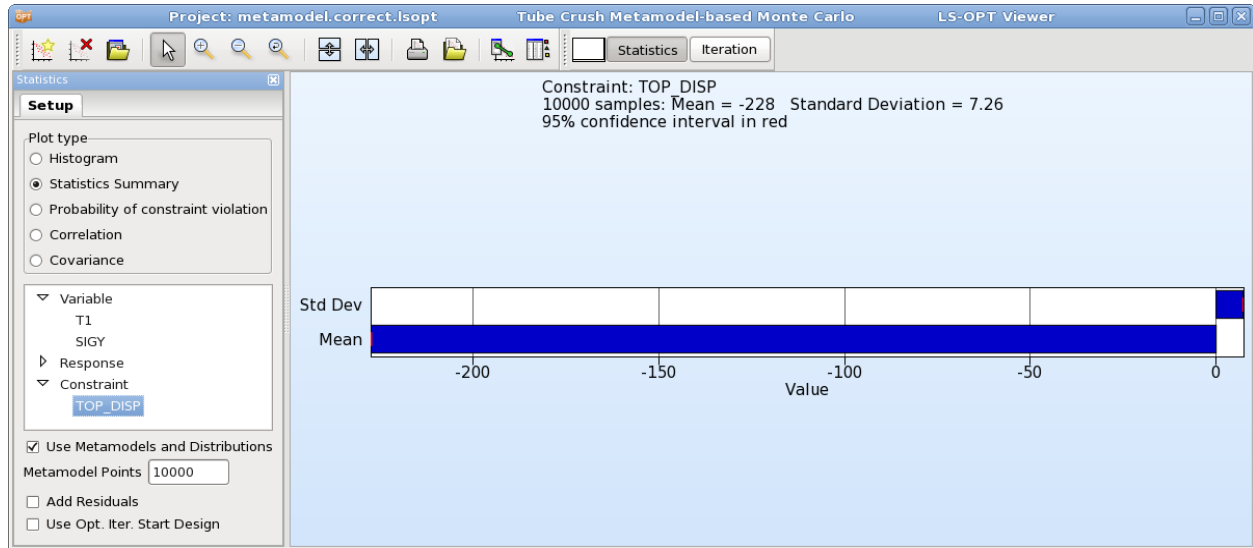 OPT Project: metamodel.correct.lsopt Tube Crush Metamodel-based Monte Carlo LS-OPT Viewer
Statistics Iteration
Statistics
Setup
Plot type
Histogram
Statistics Summary
Probability of constraint violation
Correlation
Covariance
Variable
T1
SIGY
Response
Constraint
TOP_DISP
Use Metamodels and Distributions
Metamodel Points 10000
Add Residuals
Use Opt. Iter. Start Design
Constraint: TOP_DISP
10000 samples: Mean = -228 Standard Deviation = 7.26
95% confidence interval in red
Std Dev
Mean
-200 -150 -100 -50 0
Value